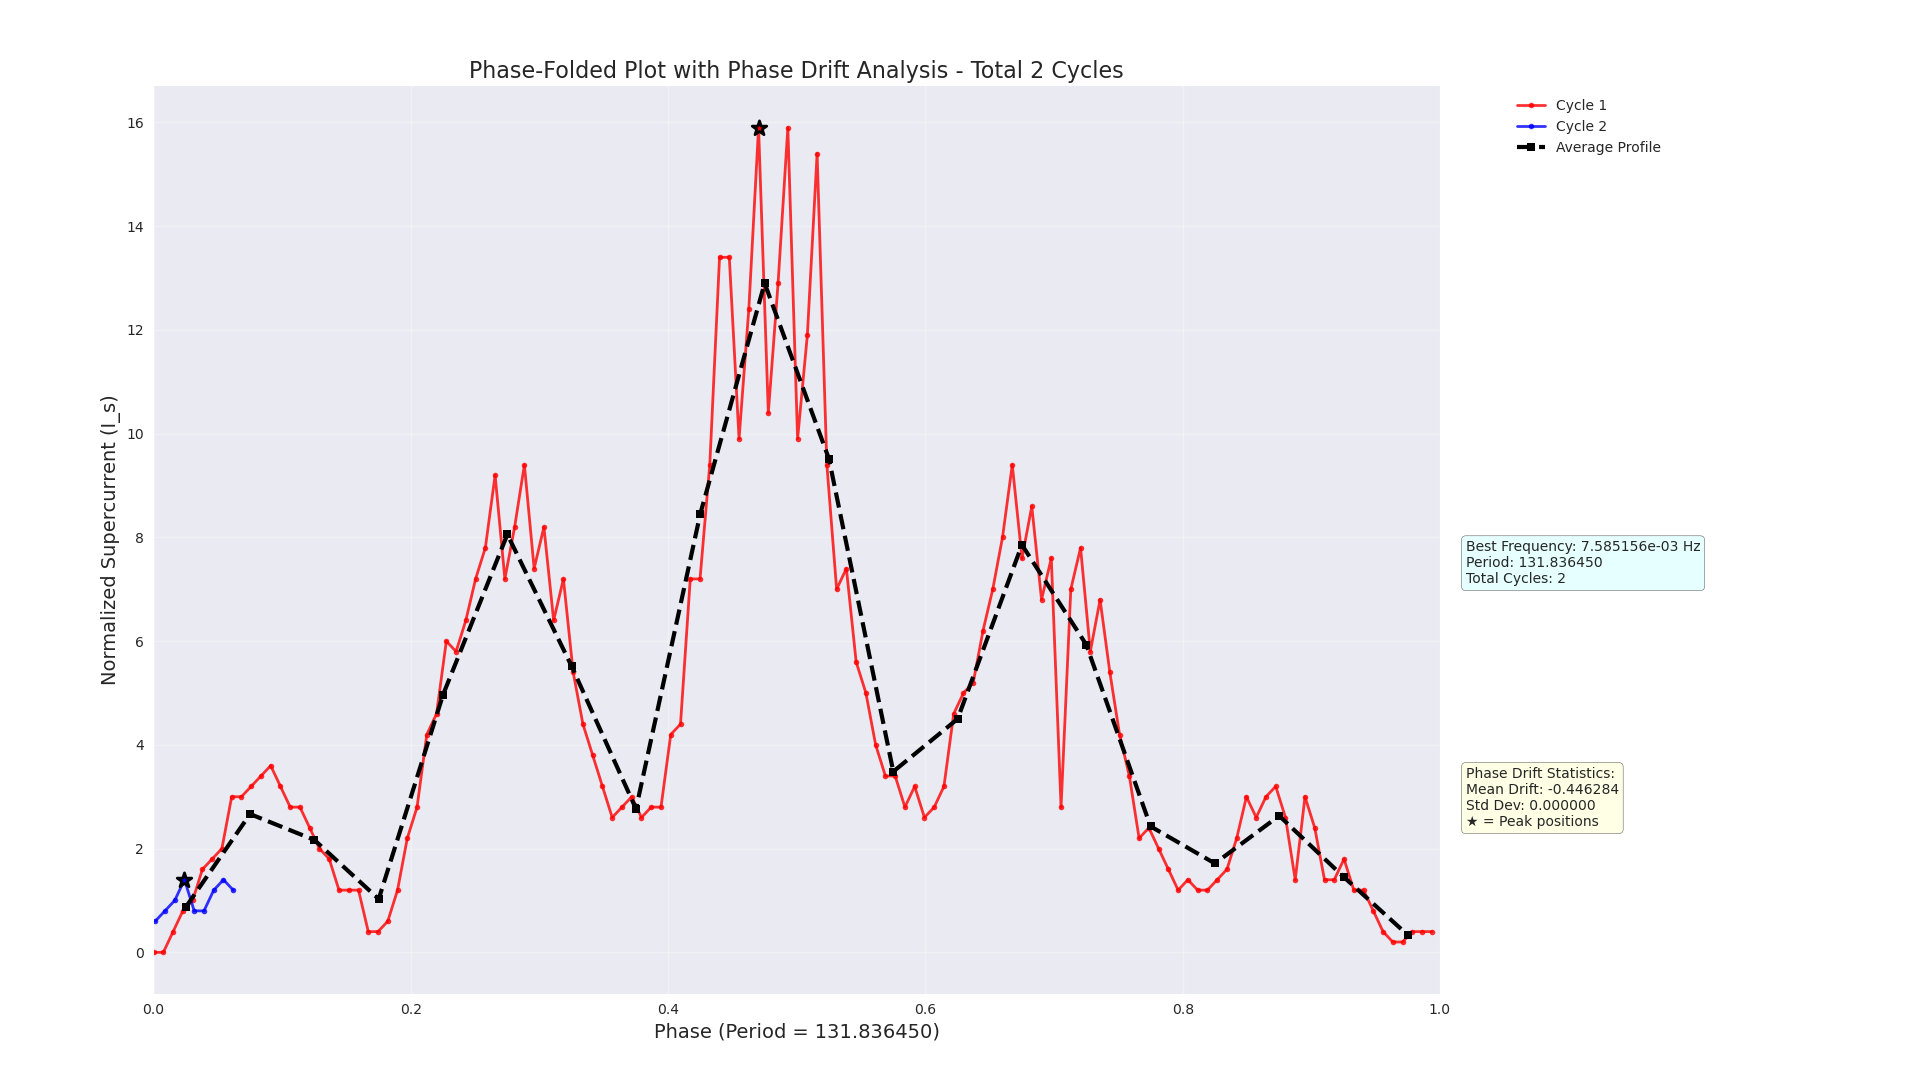 Phase-Folded Plot with Phase Drift Analysis - Total 2 Cycles
Cycle 1
Cycle 2
Average Profile
Normalized Supercurrent (I_s)
16
14
12
10
8
6
4
2
0
Best Frequency: 7.585156e-03 Hz
Period: 131.836450
Total Cycles: 2
Phase Drift Statistics:
Mean Drift: -0.446284
Std Dev: 0.000000
★ = Peak positions
0.0 0.2 0.4 0.6 0.8 1.0
Phase (Period = 131.836450)